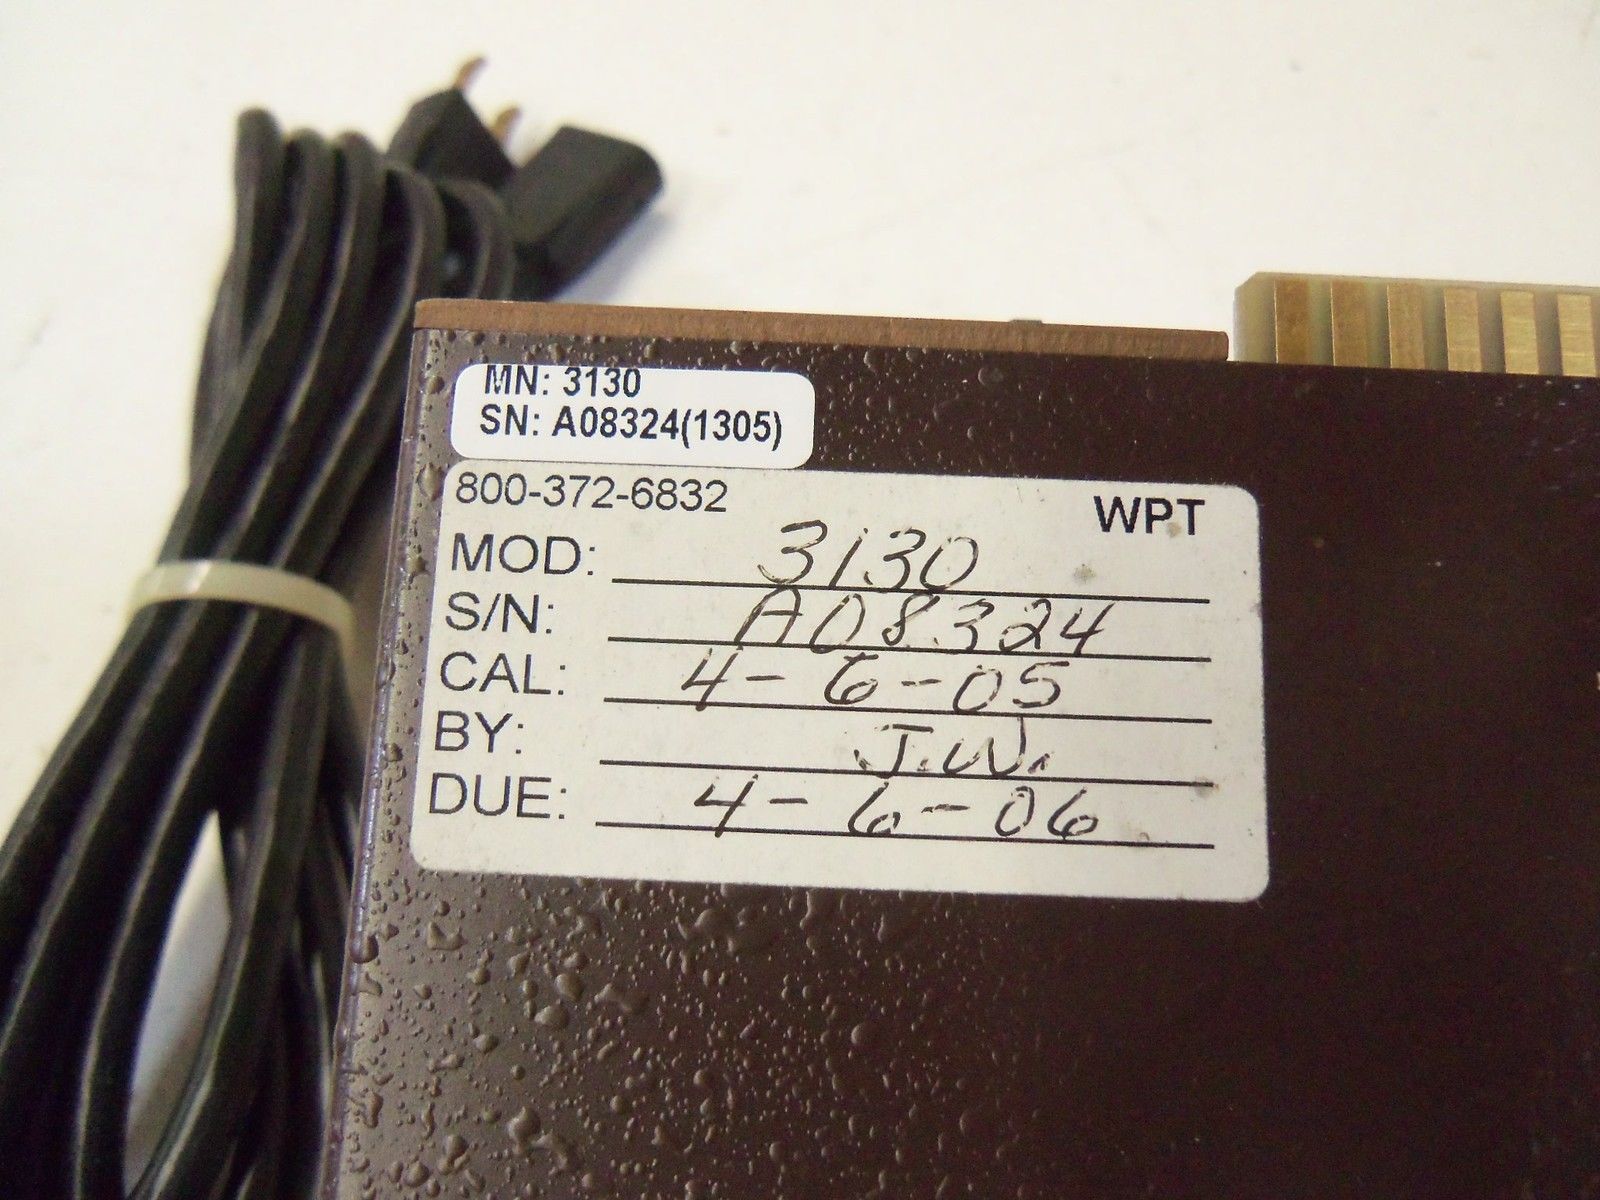 MN: 3130
SN: A08324(1305)
800-372-6832 WPT
MOD: 3130
S/N: A08324
CAL: 4-6-05
BY: J.W.
DUE: 4-6-06